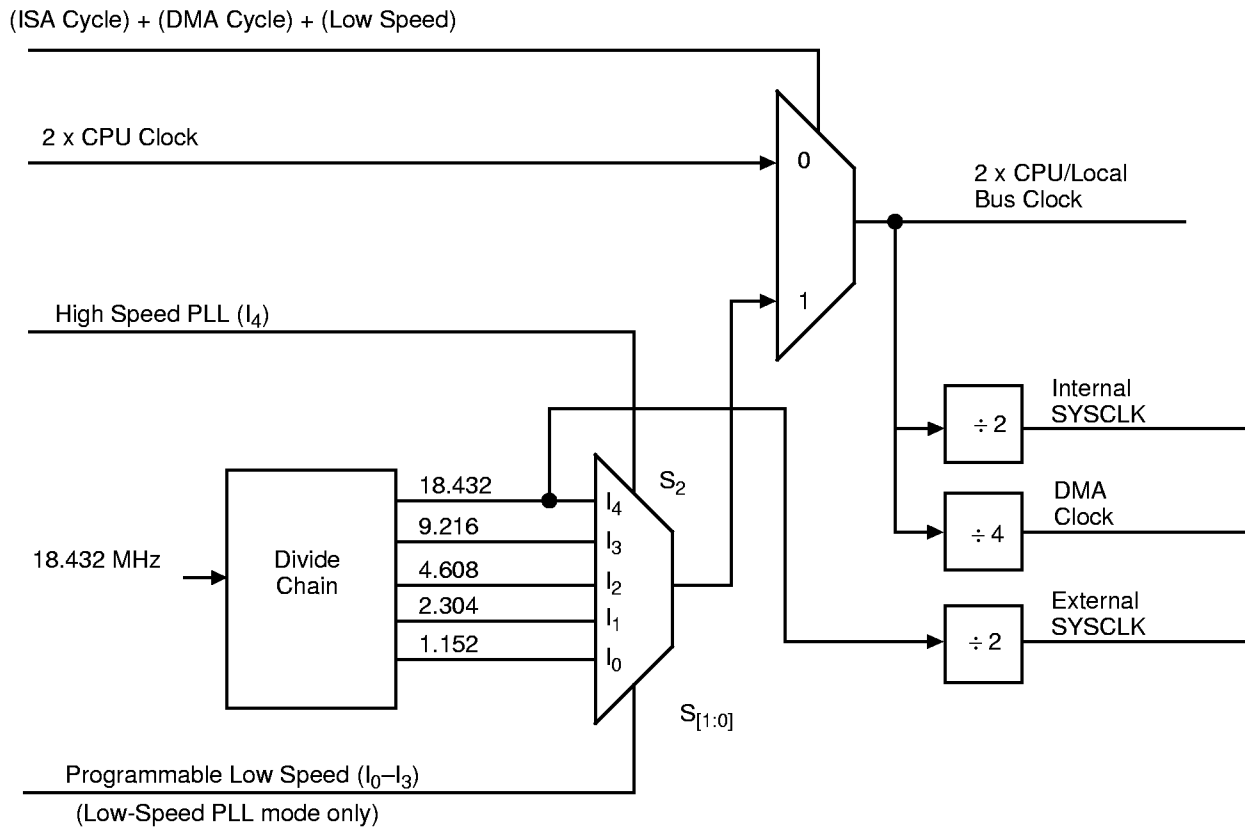 (ISA Cycle) + (DMA Cycle) + (Low Speed)
2 x CPU Clock
0
2 x CPU/Local
Bus Clock
High Speed PLL (I4)
1
Internal
SYSCLK
÷ 2
DMA
Clock
÷ 4
External
SYSCLK
÷ 2
18.432 MHz
Divide
Chain
18.432
9.216
4.608
2.304
1.152
I4
I3
I2
I1
I0
S2
S[1:0]
Programmable Low Speed (I0–I3)
(Low-Speed PLL mode only)